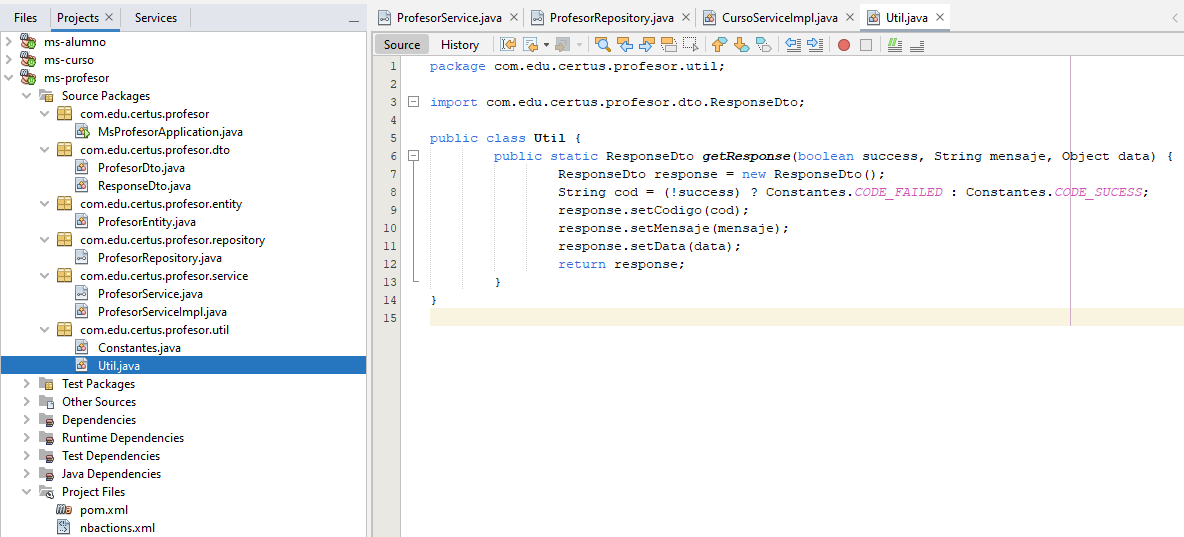 Files Projects Services
ms-alumno
ms-curso
ms-profesor
Source Packages
com.edu.certus.profesor
MsProfesorApplication.java
com.edu.certus.profesor.dto
ProfesorDto.java
ResponseDto.java
com.edu.certus.profesor.entity
ProfesorEntity.java
com.edu.certus.profesor.repository
ProfesorRepository.java
com.edu.certus.profesor.service
ProfesorService.java
ProfesorServiceImpl.java
com.edu.certus.profesor.util
Constantes.java
Util.java
Test Packages
Other Sources
Dependencies
Runtime Dependencies
Test Dependencies
Java Dependencies
Project Files
pom.xml
nbactions.xml
ProfesorService.java ProfesorRepository.java CursoServiceImpl.java Util.java
Source History
1 package com.edu.certus.profesor.util;
2
3 import com.edu.certus.profesor.dto.ResponseDto;
4
5 public class Util {
6 public static ResponseDto getResponse(boolean success, String mensaje, Object data) {
7 ResponseDto response = new ResponseDto();
8 String cod = (!success) ? Constantes.CODE_FAILED : Constantes.CODE_SUCESS;
9 response.setCodigo(cod);
10 response.setMensaje(mensaje);
11 response.setData(data);
12 return response;
13 }
14 }
15